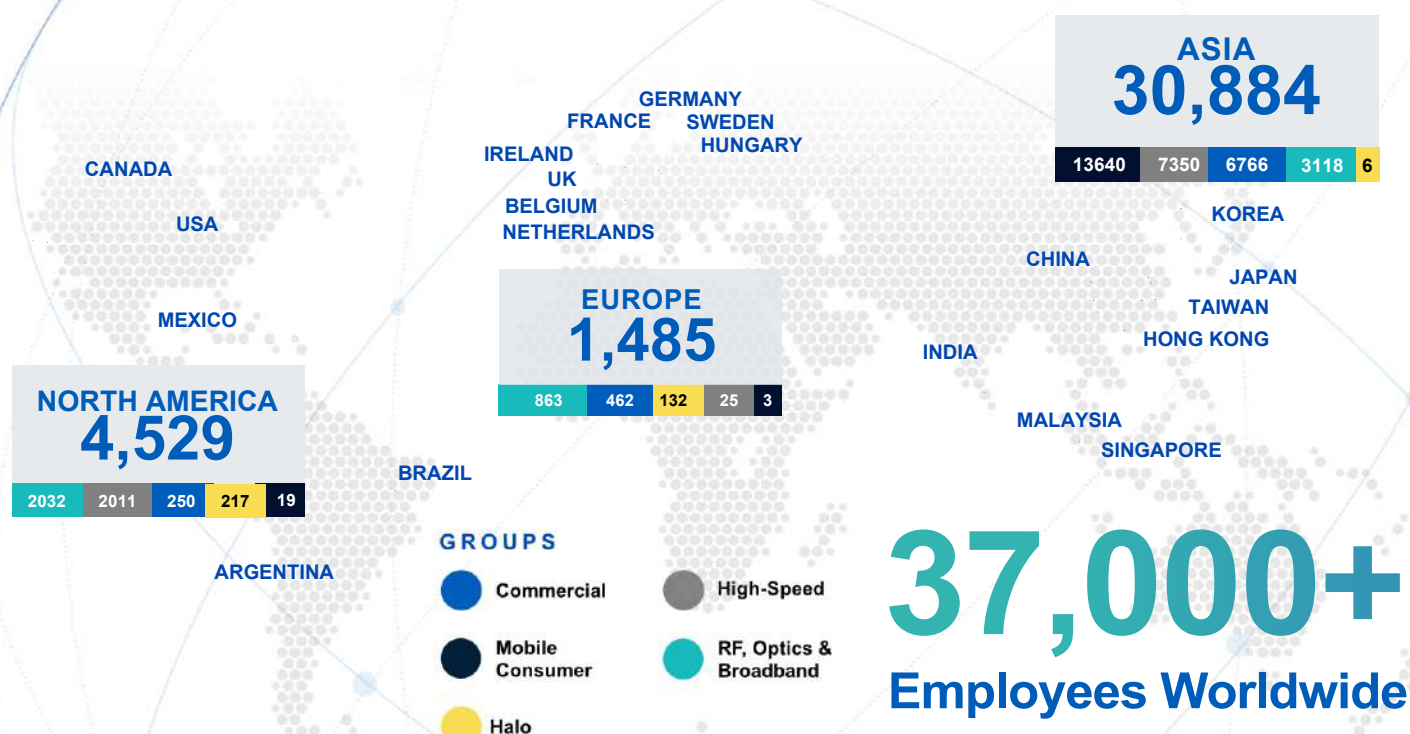 ASIA
30,884
13640 7350 6766 3118 6
GERMANY
FRANCE SWEDEN
HUNGARY
IRELAND
UK
BELGIUM
NETHERLANDS
CANADA
USA
MEXICO
KOREA
CHINA
JAPAN
TAIWAN
HONG KONG
INDIA
MALAYSIA
SINGAPORE
EUROPE
1,485
863 462 132 25 3
NORTH AMERICA
4,529
2032 2011 250 217 19
BRAZIL
ARGENTINA
GROUPS
Commercial
High-Speed
Mobile
Consumer
RF, Optics &
Broadband
Halo
37,000+
Employees Worldwide